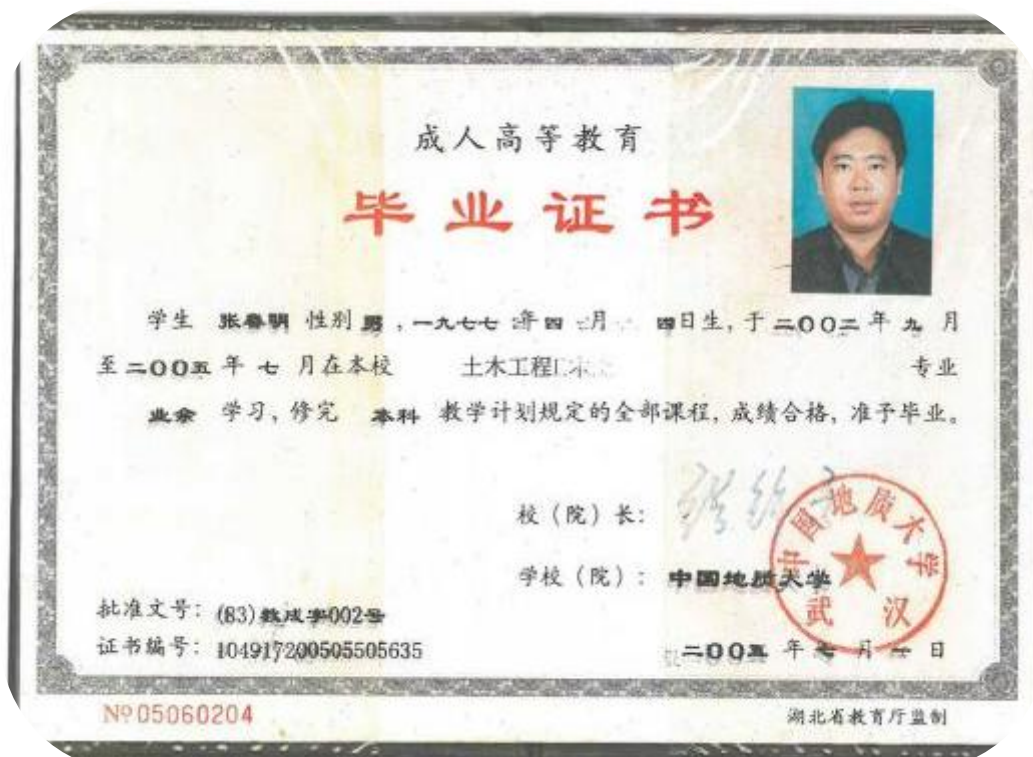 成人高等教育
毕业证书
学生 张春明 性别 男,一九七七年四月 四日生,于二〇〇二年九月
至二〇〇五年七月在本校 土木工程 专业
业余 学习,修完 本科 教学计划规定的全部课程,成绩合格,准予毕业。
校(院)长:
学校(院):中国地质大学
中国地质大学
武汉
批准文号:(83)教成字002号
证书编号:104917200505505635
二〇〇五年七月一日
№05060204
湖北省教育厅监制